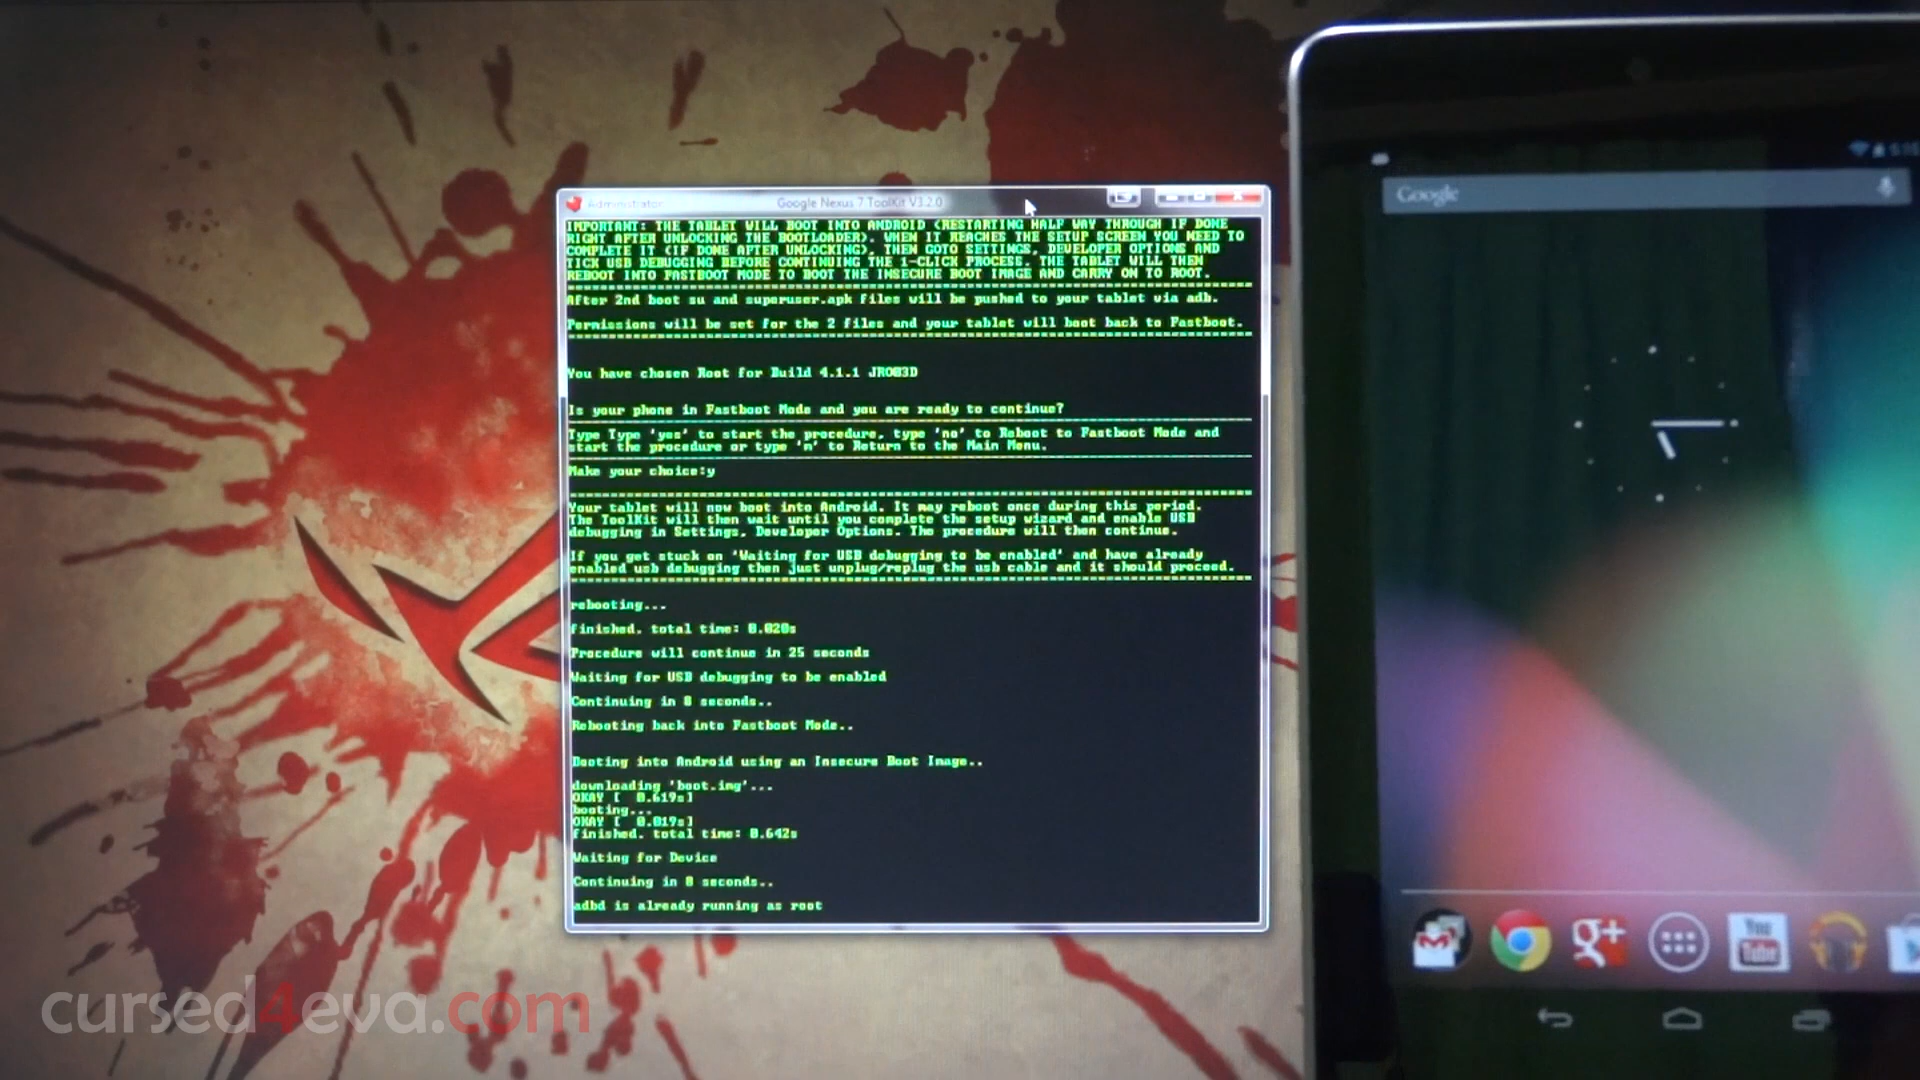 Administrator
Google Nexus 7 ToolKit V3.2.0
IMPORTANT: THE TABLET WILL BOOT INTO ANDROID (RESTARTING HALF WAY THROUGH IF DONE
RIGHT AFTER UNLOCKING THE BOOTLOADER). WHEN IT REACHES THE SETUP SCREEN YOU NEED TO
COMPLETE IT (IF DONE AFTER UNLOCKING), THEN GOTO SETTINGS, DEVELOPER OPTIONS AND
TICK USB DEBUGGING BEFORE CONTINUING THE 1-CLICK PROCESS. THE TABLET WILL THEN
REBOOT INTO FASTBOOT MODE TO BOOT THE INSECURE BOOT IMAGE AND CARRY ON TO ROOT.
After 2nd boot su and superuser.apk files will be pushed to your tablet via adb.
Permissions will be set for the 2 files and your tablet will boot back to Fastboot.
You have chosen Root for Build 4.1.1 JRO03D
Is your phone in Fastboot Mode and you are ready to continue?
Type Type 'yes' to start the procedure, type 'no' to Reboot to Fastboot Mode and
start the procedure or type 'm' to Return to the Main Menu.
Make your choice:y
Your tablet will now boot into Android. It may reboot once during this period.
The ToolKit will then wait until you complete the setup wizard and enable USB
debugging in Settings, Developer Options. The procedure will then continue.
If you get stuck on 'Waiting for USB debugging to be enabled' and have already
enabled usb debugging then just unplug/replug the usb cable and it should proceed.
rebooting...
finished. total time: 0.020s
Procedure will continue in 25 seconds
Waiting for USB debugging to be enabled
Continuing in 8 seconds..
Rebooting back into Fastboot Mode..
Booting into Android using an Insecure Boot Image..
downloading 'boot.img'...
OKAY [  0.619s]
booting...
OKAY [  0.019s]
finished. total time: 0.642s
Waiting for Device
Continuing in 8 seconds..
adbd is already running as root
Google
g+
You
Tube
cursed4eva.com